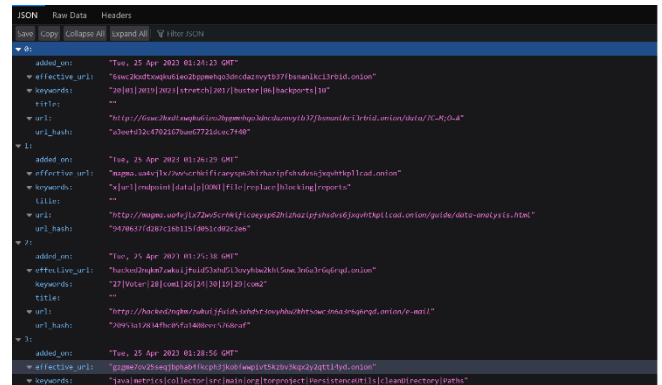 JSON Raw Data Headers
Save Copy Collapse All Expand All Filter JSON
0:
added_on: "Tue, 25 Apr 2023 01:24:23 GMT"
effective_url:
keywords: "20|01|2019|2023|stretch|2017|buster|06|backports|10"
title: ""
url:
url_hash: "a3eefd32c4702167bae67721dcec7f40"
1:
added_on: "Tue, 25 Apr 2023 01:26:29 GMT"
effective_url:
keywords: "x|url|endpoint|data|p|OONI|file|replace|blocking|reports"
title: ""
url:
url_hash: "9470637fd287c16b115fd051cd02c2e6"
2:
added_on: "Tue, 25 Apr 2023 01:25:38 GMT"
effective_url:
keywords: "27|Voter|28|com1|26|24|30|19|29|com2"
title: ""
url:
url_hash:
3:
added_on: "Tue, 25 Apr 2023 01:28:56 GMT"
effective_url:
keywords: "java|metrics|collector|src|main|org|torproject|PersistenceUtils|cleanDirectory|Paths"